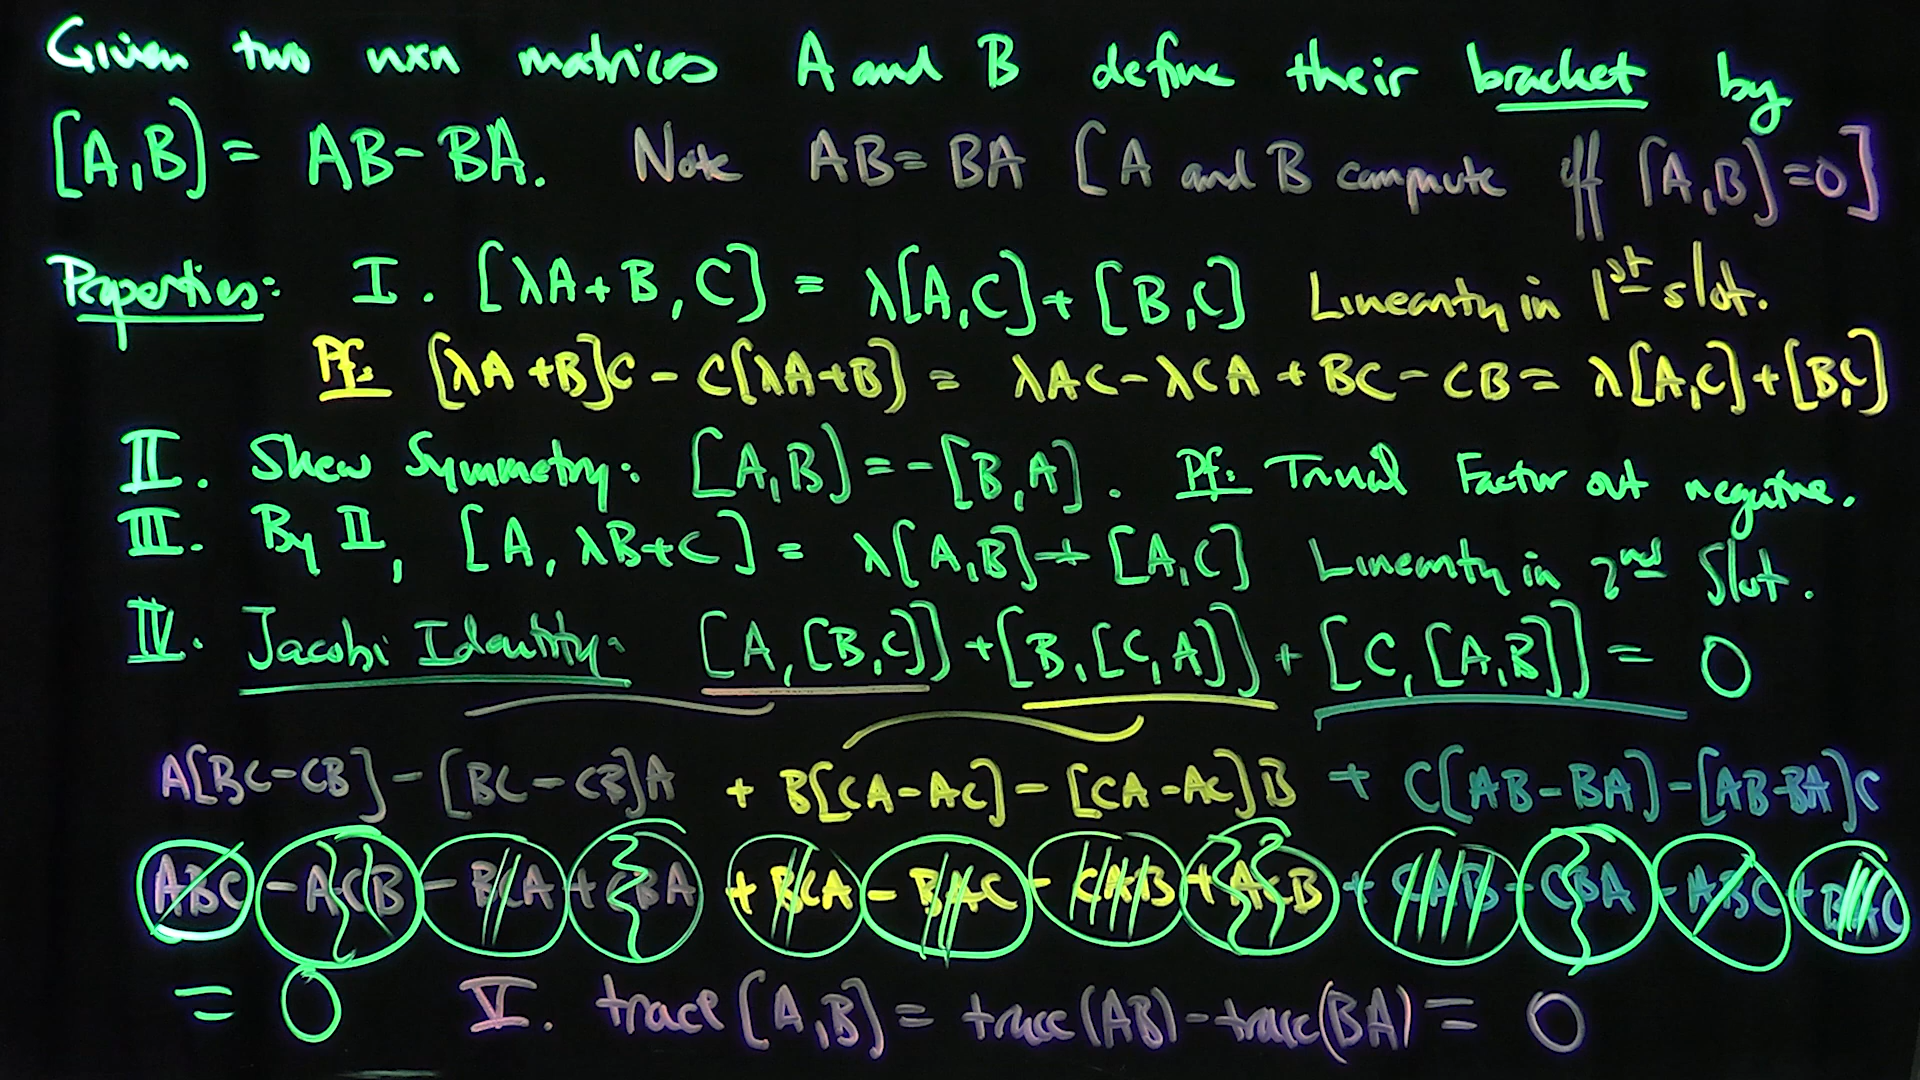 Given two nxn matrices A and B define their bracket by
[A,B] = AB-BA. Note AB=BA [A and B compmute iff [A,B]=0]
Properties: I. [λA+B, C] = λ[A,C]+[B,C] Linearity in 1st slot.
Pf: [λA+B]C - C[λA+B] = λAC-λCA + BC-CB = λ[A,C]+[B,C]
II. Skew Symmetry: [A,B]=-[B,A]. Pf: Trivial Factor out negative.
III. By II, [A, λB+C] = λ[A,B]+[A,C] Linearity in 2nd Slot.
IV. Jacobi Identity: [A,[B,C]]+[B,[C,A]]+[C,[A,B]] = 0
A[BC-CB]-[BC-CB]A + B[CA-AC]-[CA-AC]B + C[AB-BA]-[AB-BA]C
ABC - ACB - BCA + CBA + BCA - BAC - CAB + ACB + CAB - CBA - ABC + BAC
= 0 V. trace[A,B] = trace(AB)-trace(BA) = 0